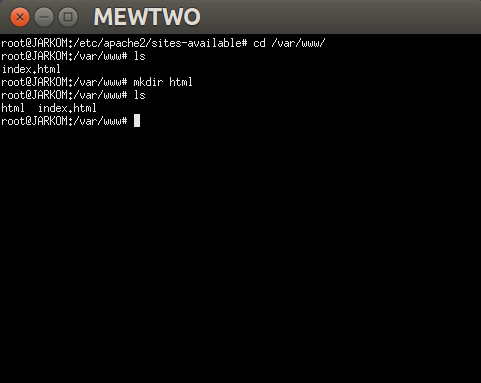 MEWTWO
root@JARKOM:/etc/apache2/sites-available# cd /var/www/
root@JARKOM:/var/www# ls
index.html
root@JARKOM:/var/www# mkdir html
root@JARKOM:/var/www# ls
html  index.html
root@JARKOM:/var/www#